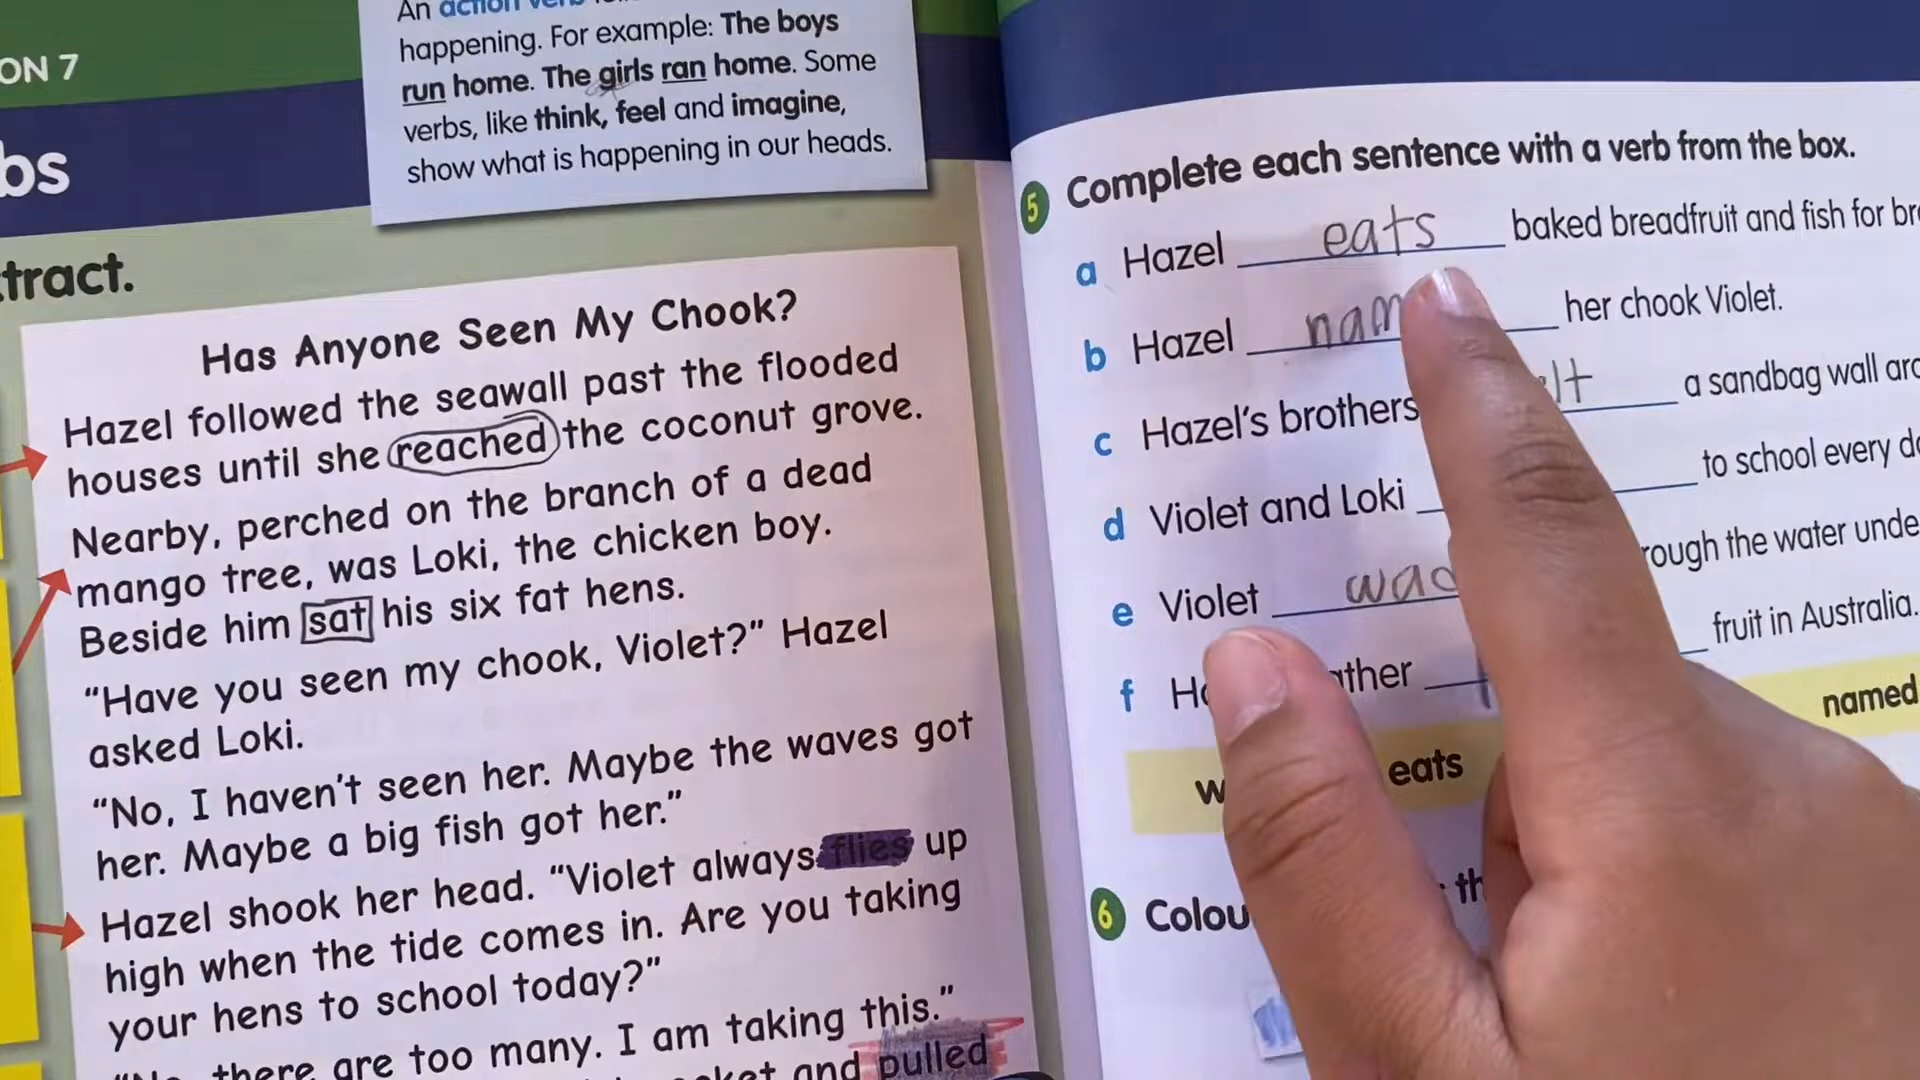 ON 7
bs
tract.
An action verb
happening. For example: The boys
run home. The girls ran home. Some
verbs, like think, feel and imagine,
show what is happening in our heads.
Has Anyone Seen My Chook?
Hazel followed the seawall past the flooded
houses until she reached the coconut grove.
Nearby, perched on the branch of a dead
mango tree, was Loki, the chicken boy.
Beside him sat his six fat hens.
"Have you seen my chook, Violet?" Hazel
asked Loki.
"No, I haven't seen her. Maybe the waves got
her. Maybe a big fish got her."
Hazel shook her head. "Violet always flies up
high when the tide comes in. Are you taking
your hens to school today?"
there are too many. I am taking this."
and pulled
5 Complete each sentence with a verb from the box.
a Hazel eats baked breadfruit and fish for
b Hazel nam her chook Violet.
c Hazel's brothers lt a sandbag wall
d Violet and Loki to school every
e Violet wad rough the water unde
f Ha ather fruit in Australia.
w eats named
6 Colou th